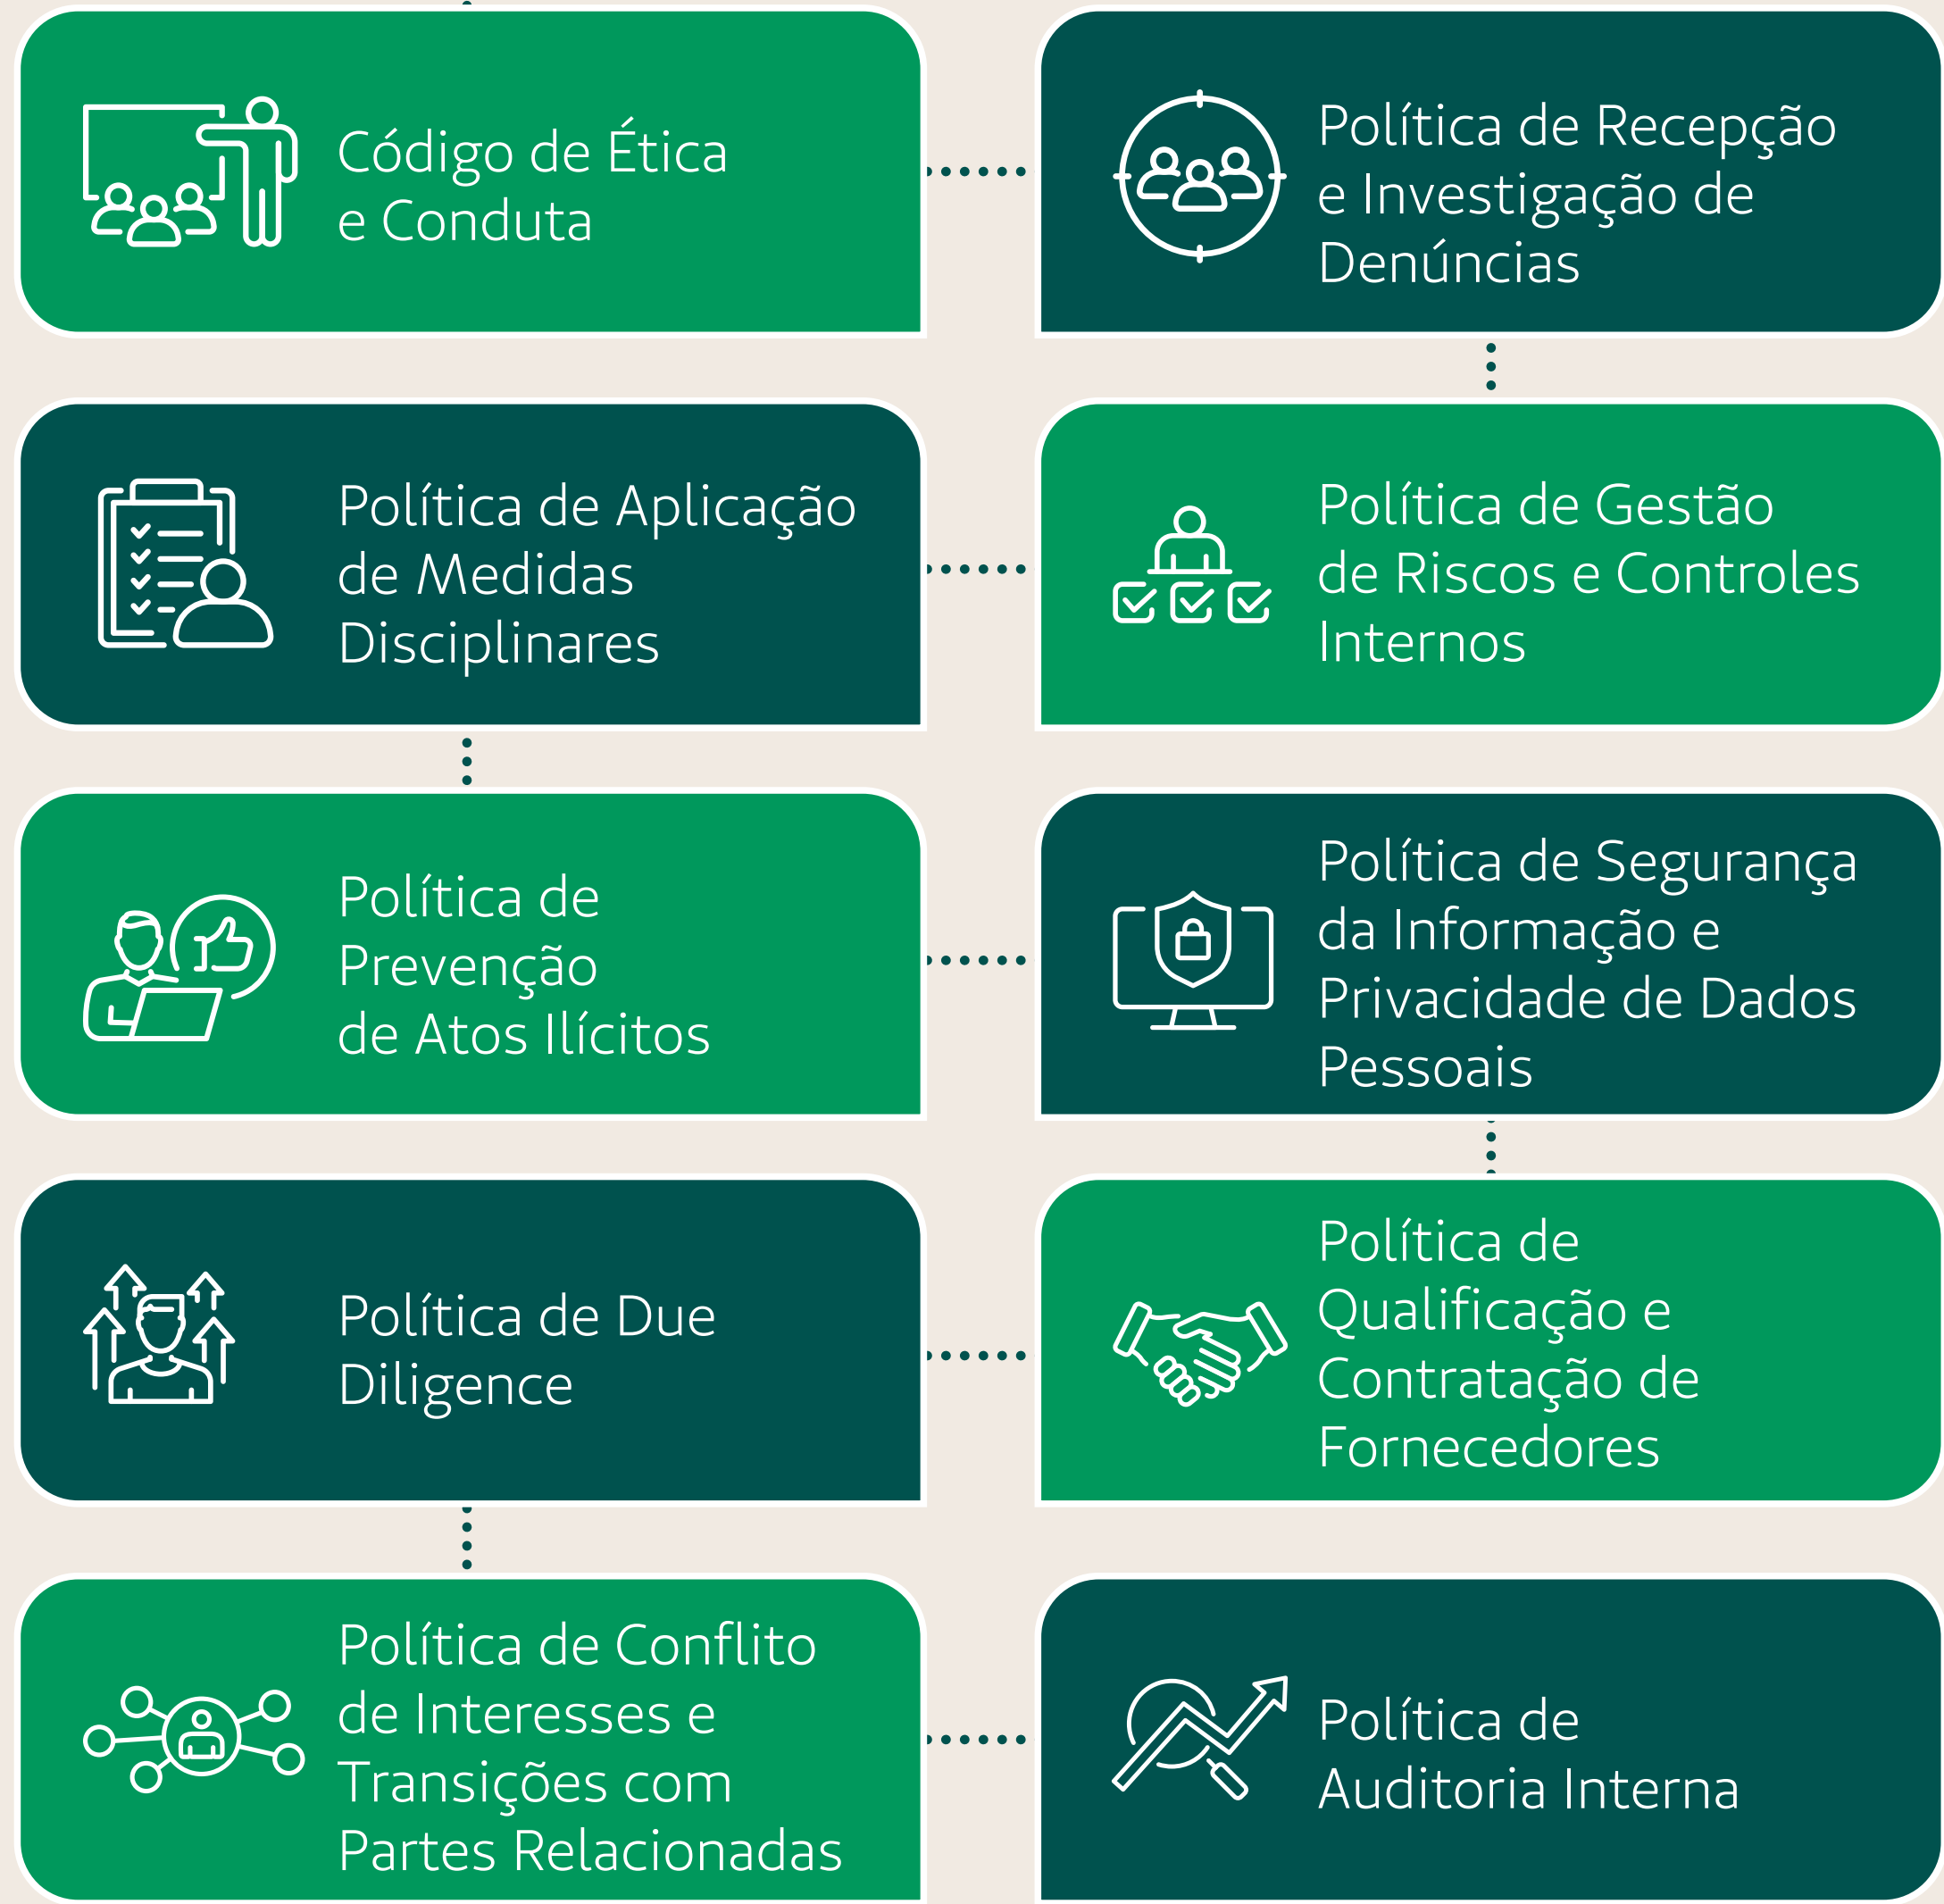 Código de Ética
e Conduta
Política de Recepção
e Investigação de
Denúncias
Política de Aplicação
de Medidas
Disciplinares
Política de Gestão
de Riscos e Controles
Internos
Política de
Prevenção
de Atos Ilícitos
Política de Segurança
da Informação e
Privacidade de Dados
Pessoais
Política de Due
Diligence
Política de
Qualificação e
Contratação de
Fornecedores
Política de Conflito
de Interesses e
Transições com
Partes Relacionadas
Política de
Auditoria Interna